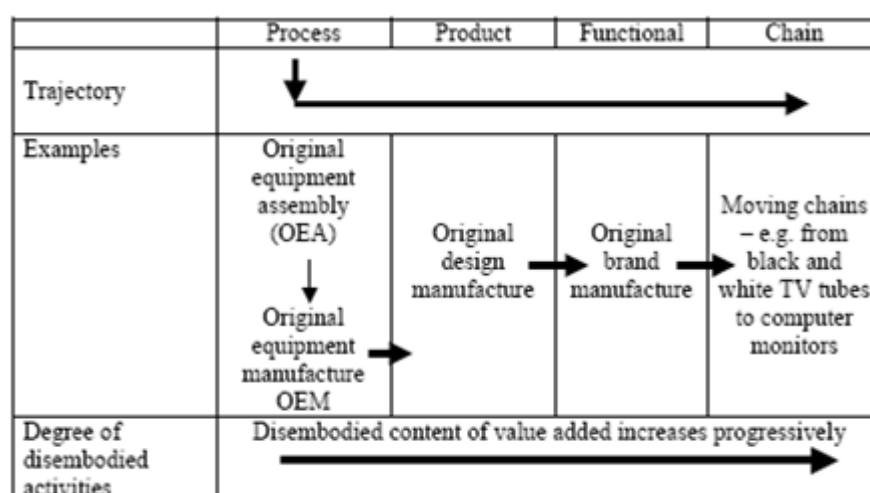 Process Product Functional Chain
Trajectory
Examples
Original
equipment
assembly
(OEA)
Original
equipment
manufacture
OEM
Original
design
manufacture
Original
brand
manufacture
Moving chains
– e.g. from
black and
white TV tubes
to computer
monitors
Degree of
disembodied
activities
Disembodied content of value added increases progressively